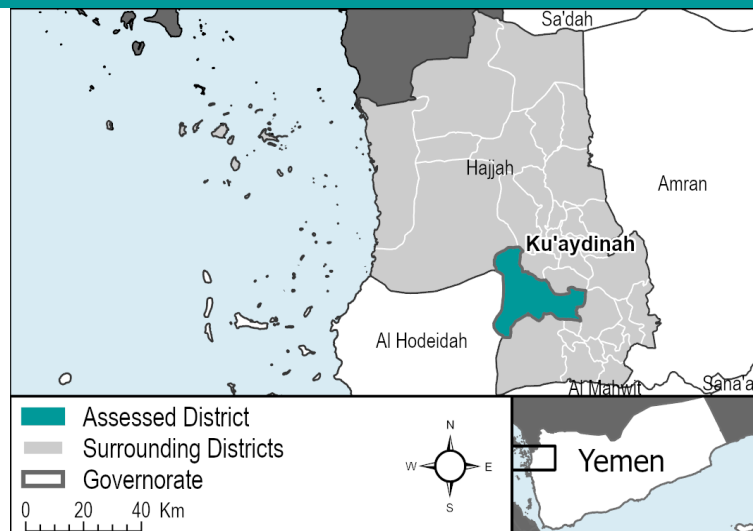 Sa'dah
Hajjah
Amran
Ku'aydinah
Al Hodeidah
Al Mahwit
Sana'a
Assessed District
Surrounding Districts
Governorate
0 20 40 Km
N
W E
S
Yemen